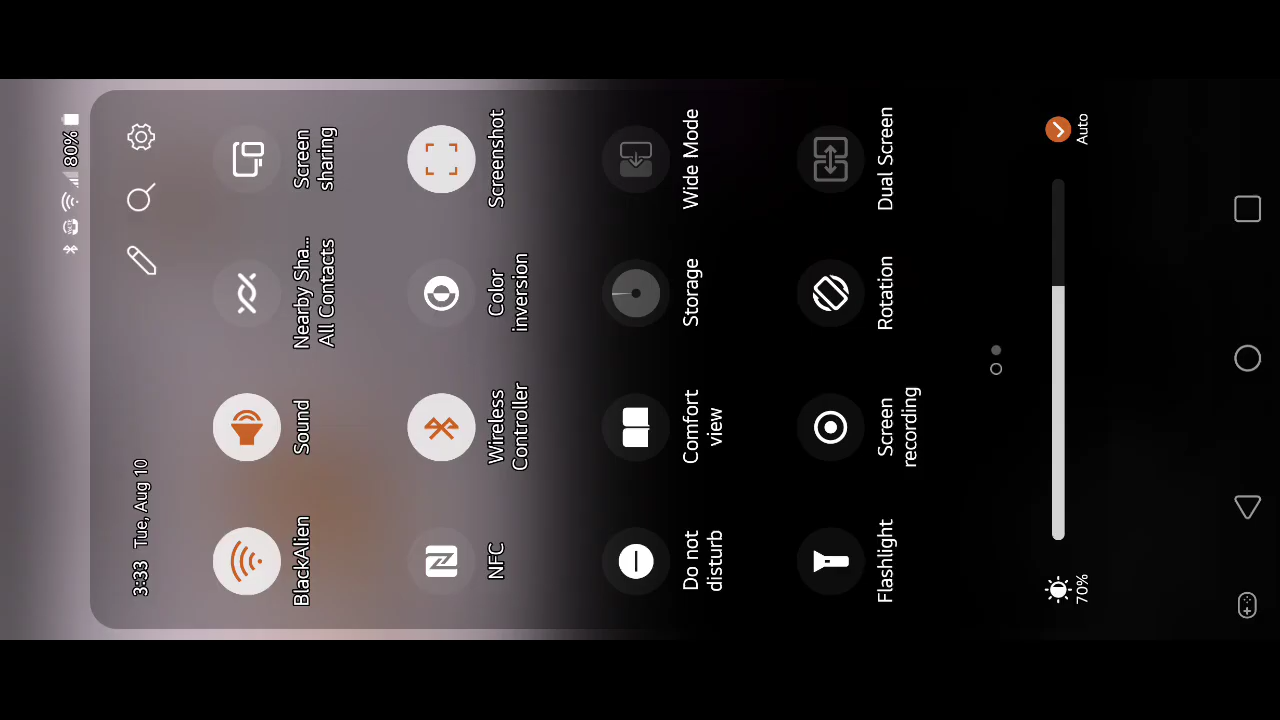 80%
3:33 Tue, Aug 10
BlackAlien
Sound
Nearby Sha...
All Contacts
Screen
sharing
NFC
Wireless
Controller
Color
inversion
Screenshot
Do not
disturb
Comfort
view
Storage
Wide Mode
Flashlight
Screen
recording
Rotation
Dual Screen
70%
Auto